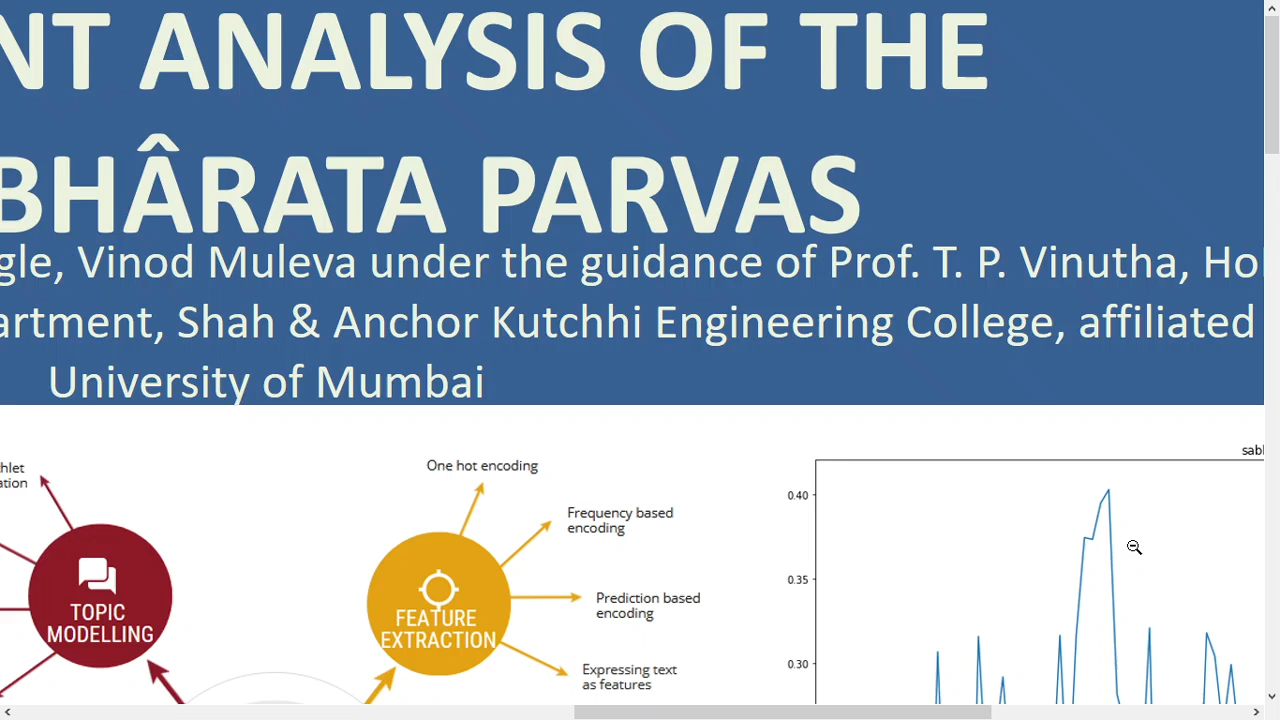 NT ANALYSIS OF THE
BHÂRATA PARVAS
gle, Vinod Muleva under the guidance of Prof. T. P. Vinutha, Ho
artment, Shah & Anchor Kutchhi Engineering College, affiliated
University of Mumbai
hlet
ation
TOPIC
MODELLING
One hot encoding
Frequency based
encoding
Prediction based
encoding
Expressing text
as features
FEATURE
EXTRACTION
sabl
0.40
0.35
0.30